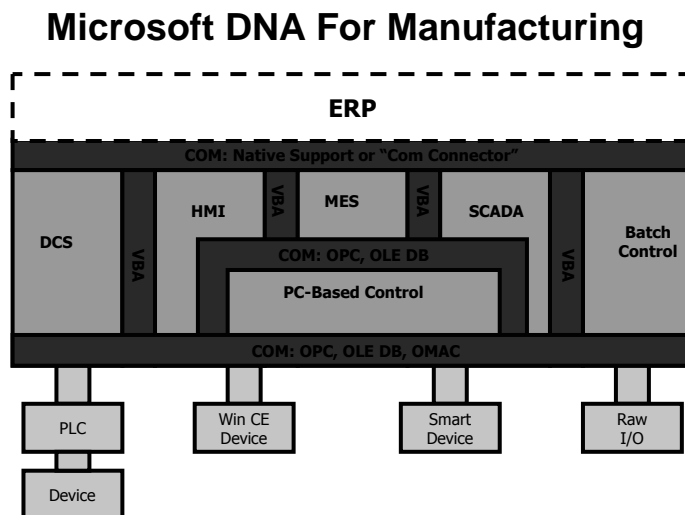 Microsoft DNA For Manufacturing
ERP
COM: Native Support or “Com Connector”
DCS
VBA
HMI
VBA
MES
VBA
SCADA
VBA
Batch
Control
COM: OPC, OLE DB
PC-Based Control
COM: OPC, OLE DB, OMAC
PLC
Win CE
Device
Smart
Device
Raw
I/O
Device